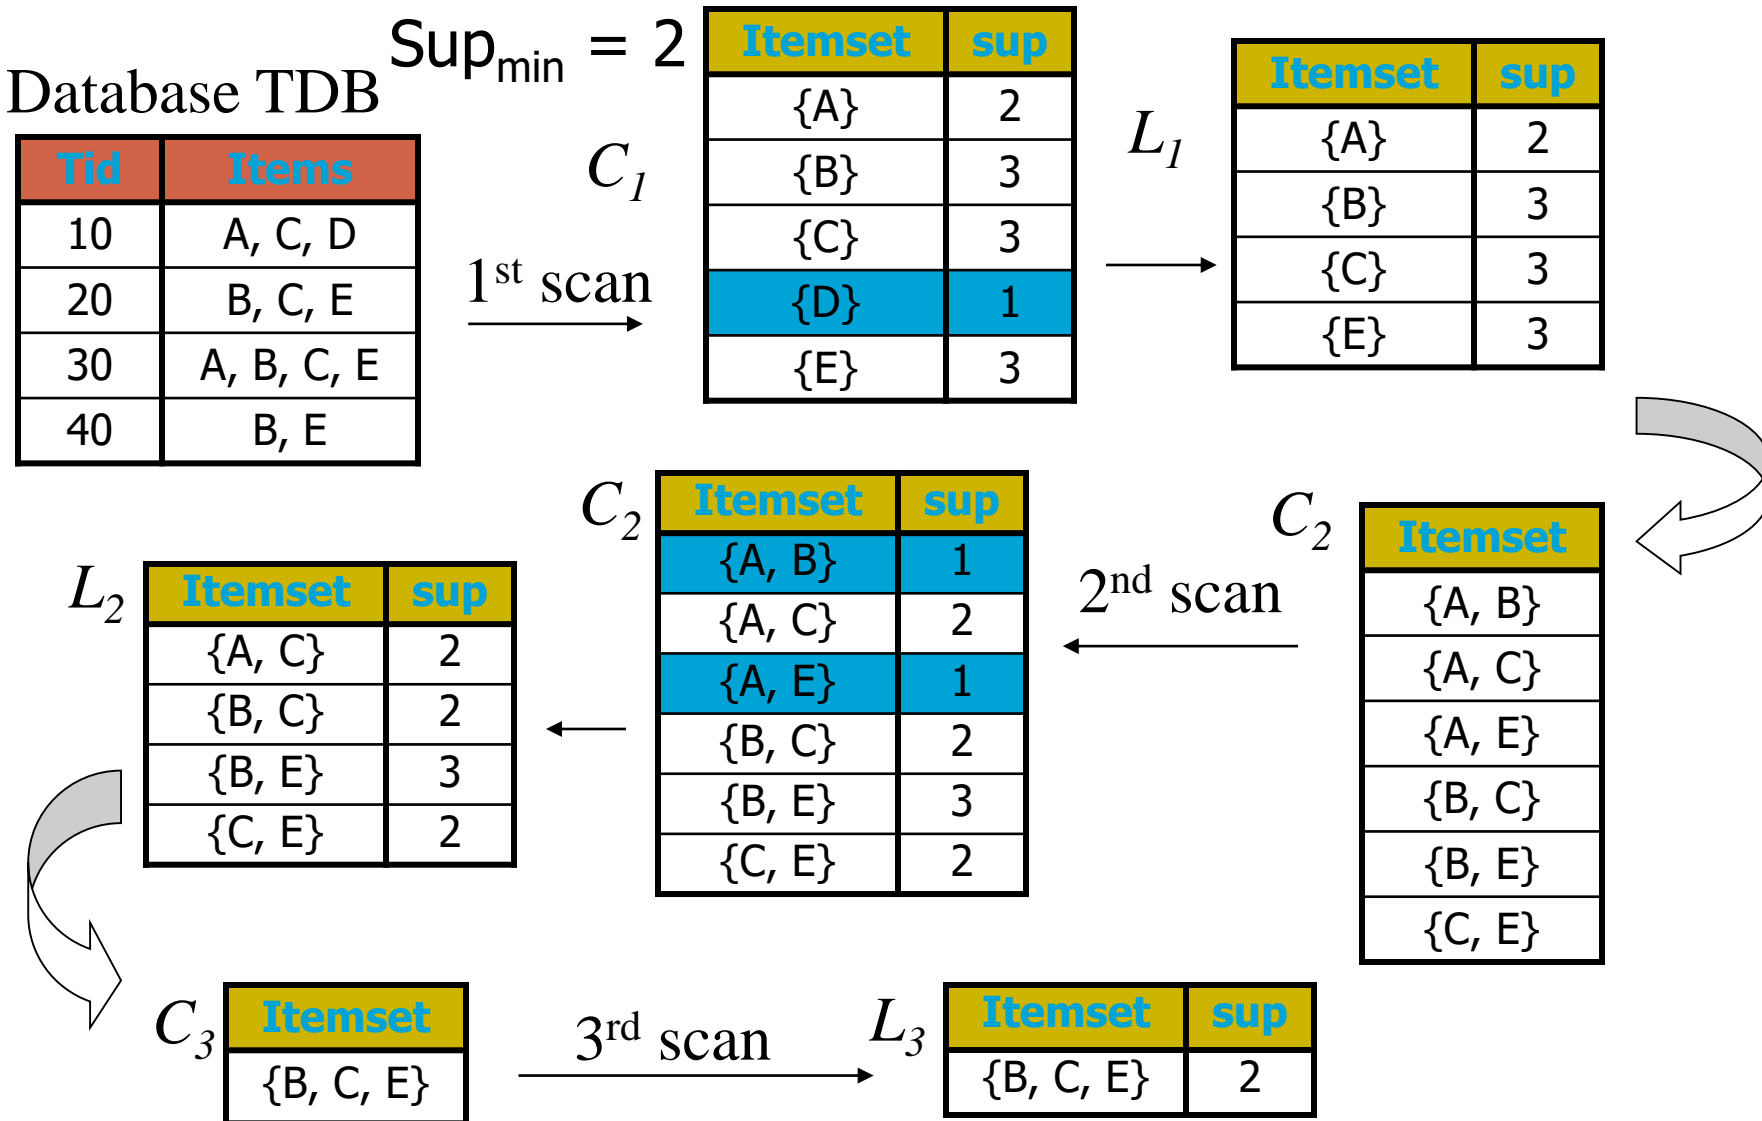 Sup_min = 2
Database TDB
Tid Items
10 A, C, D
20 B, C, E
30 A, B, C, E
40 B, E
1st scan
C1
Itemset sup
{A} 2
{B} 3
{C} 3
{D} 1
{E} 3
L1
Itemset sup
{A} 2
{B} 3
{C} 3
{E} 3
C2
Itemset
{A, B}
{A, C}
{A, E}
{B, C}
{B, E}
{C, E}
2nd scan
C2
Itemset sup
{A, B} 1
{A, C} 2
{A, E} 1
{B, C} 2
{B, E} 3
{C, E} 2
L2
Itemset sup
{A, C} 2
{B, C} 2
{B, E} 3
{C, E} 2
C3
Itemset
{B, C, E}
3rd scan
L3
Itemset sup
{B, C, E} 2